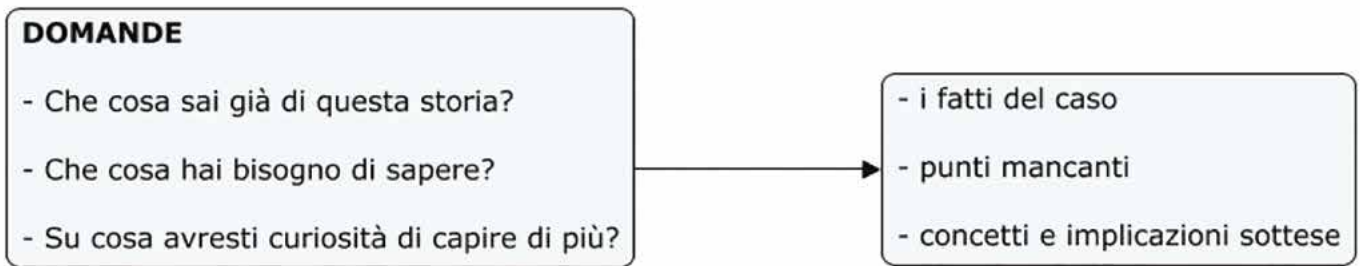 DOMANDE
- Che cosa sai già di questa storia?
- Che cosa hai bisogno di sapere?
- Su cosa avresti curiosità di capire di più?
- i fatti del caso
- punti mancanti
- concetti e implicazioni sottese